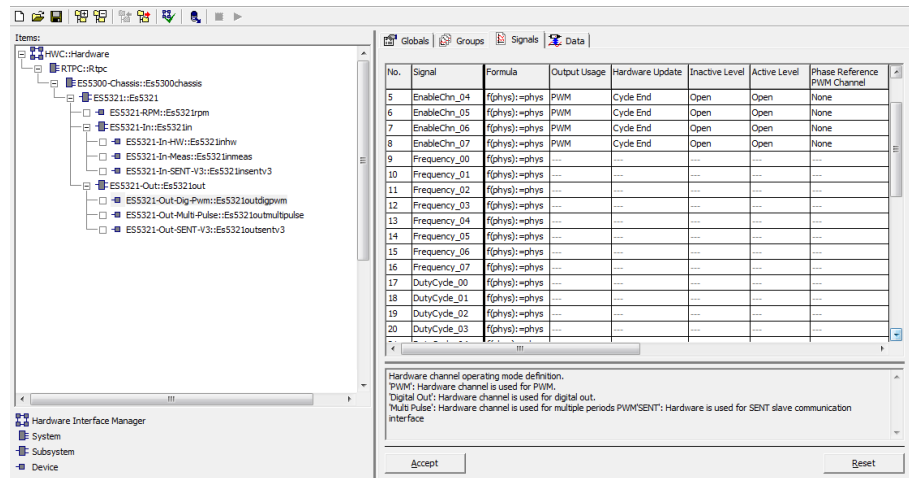 Items:
HWC::Hardware
RTPC::Rtpc
ES5300-Chassis::Es5300chassis
ES5321::Es5321
ES5321-RPM::Es5321rpm
ES5321-In::Es5321in
ES5321-In-HW::Es5321inhw
ES5321-In-Meas::Es5321inmeas
ES5321-In-SENT-V3::Es5321insentv3
ES5321-Out::Es5321out
ES5321-Out-Dig-Pwm::Es5321outdigpwm
ES5321-Out-Multi-Pulse::Es5321outmultipulse
ES5321-Out-SENT-V3::Es5321outsentv3
Hardware Interface Manager
System
Subsystem
Device
Globals Groups Signals Data
No. Signal Formula Output Usage Hardware Update Inactive Level Active Level Phase Reference
PWM Channel
5 EnableChn_04 f(phys):=phys PWM Cycle End Open Open None
6 EnableChn_05 f(phys):=phys PWM Cycle End Open Open None
7 EnableChn_06 f(phys):=phys PWM Cycle End Open Open None
8 EnableChn_07 f(phys):=phys PWM Cycle End Open Open None
9 Frequency_00 f(phys):=phys --- --- --- --- ---
10 Frequency_01 f(phys):=phys --- --- --- --- ---
11 Frequency_02 f(phys):=phys --- --- --- --- ---
12 Frequency_03 f(phys):=phys --- --- --- --- ---
13 Frequency_04 f(phys):=phys --- --- --- --- ---
14 Frequency_05 f(phys):=phys --- --- --- --- ---
15 Frequency_06 f(phys):=phys --- --- --- --- ---
16 Frequency_07 f(phys):=phys --- --- --- --- ---
17 DutyCycle_00 f(phys):=phys --- --- --- --- ---
18 DutyCycle_01 f(phys):=phys --- --- --- --- ---
19 DutyCycle_02 f(phys):=phys --- --- --- --- ---
20 DutyCycle_03 f(phys):=phys --- --- --- --- ---
Hardware channel operating mode definition.
'PWM': Hardware channel is used for PWM.
'Digital Out': Hardware channel is used for digital out.
'Multi Pulse': Hardware channel is used for multiple periods PWM'SENT': Hardware is used for SENT slave communication
interface
Accept Reset